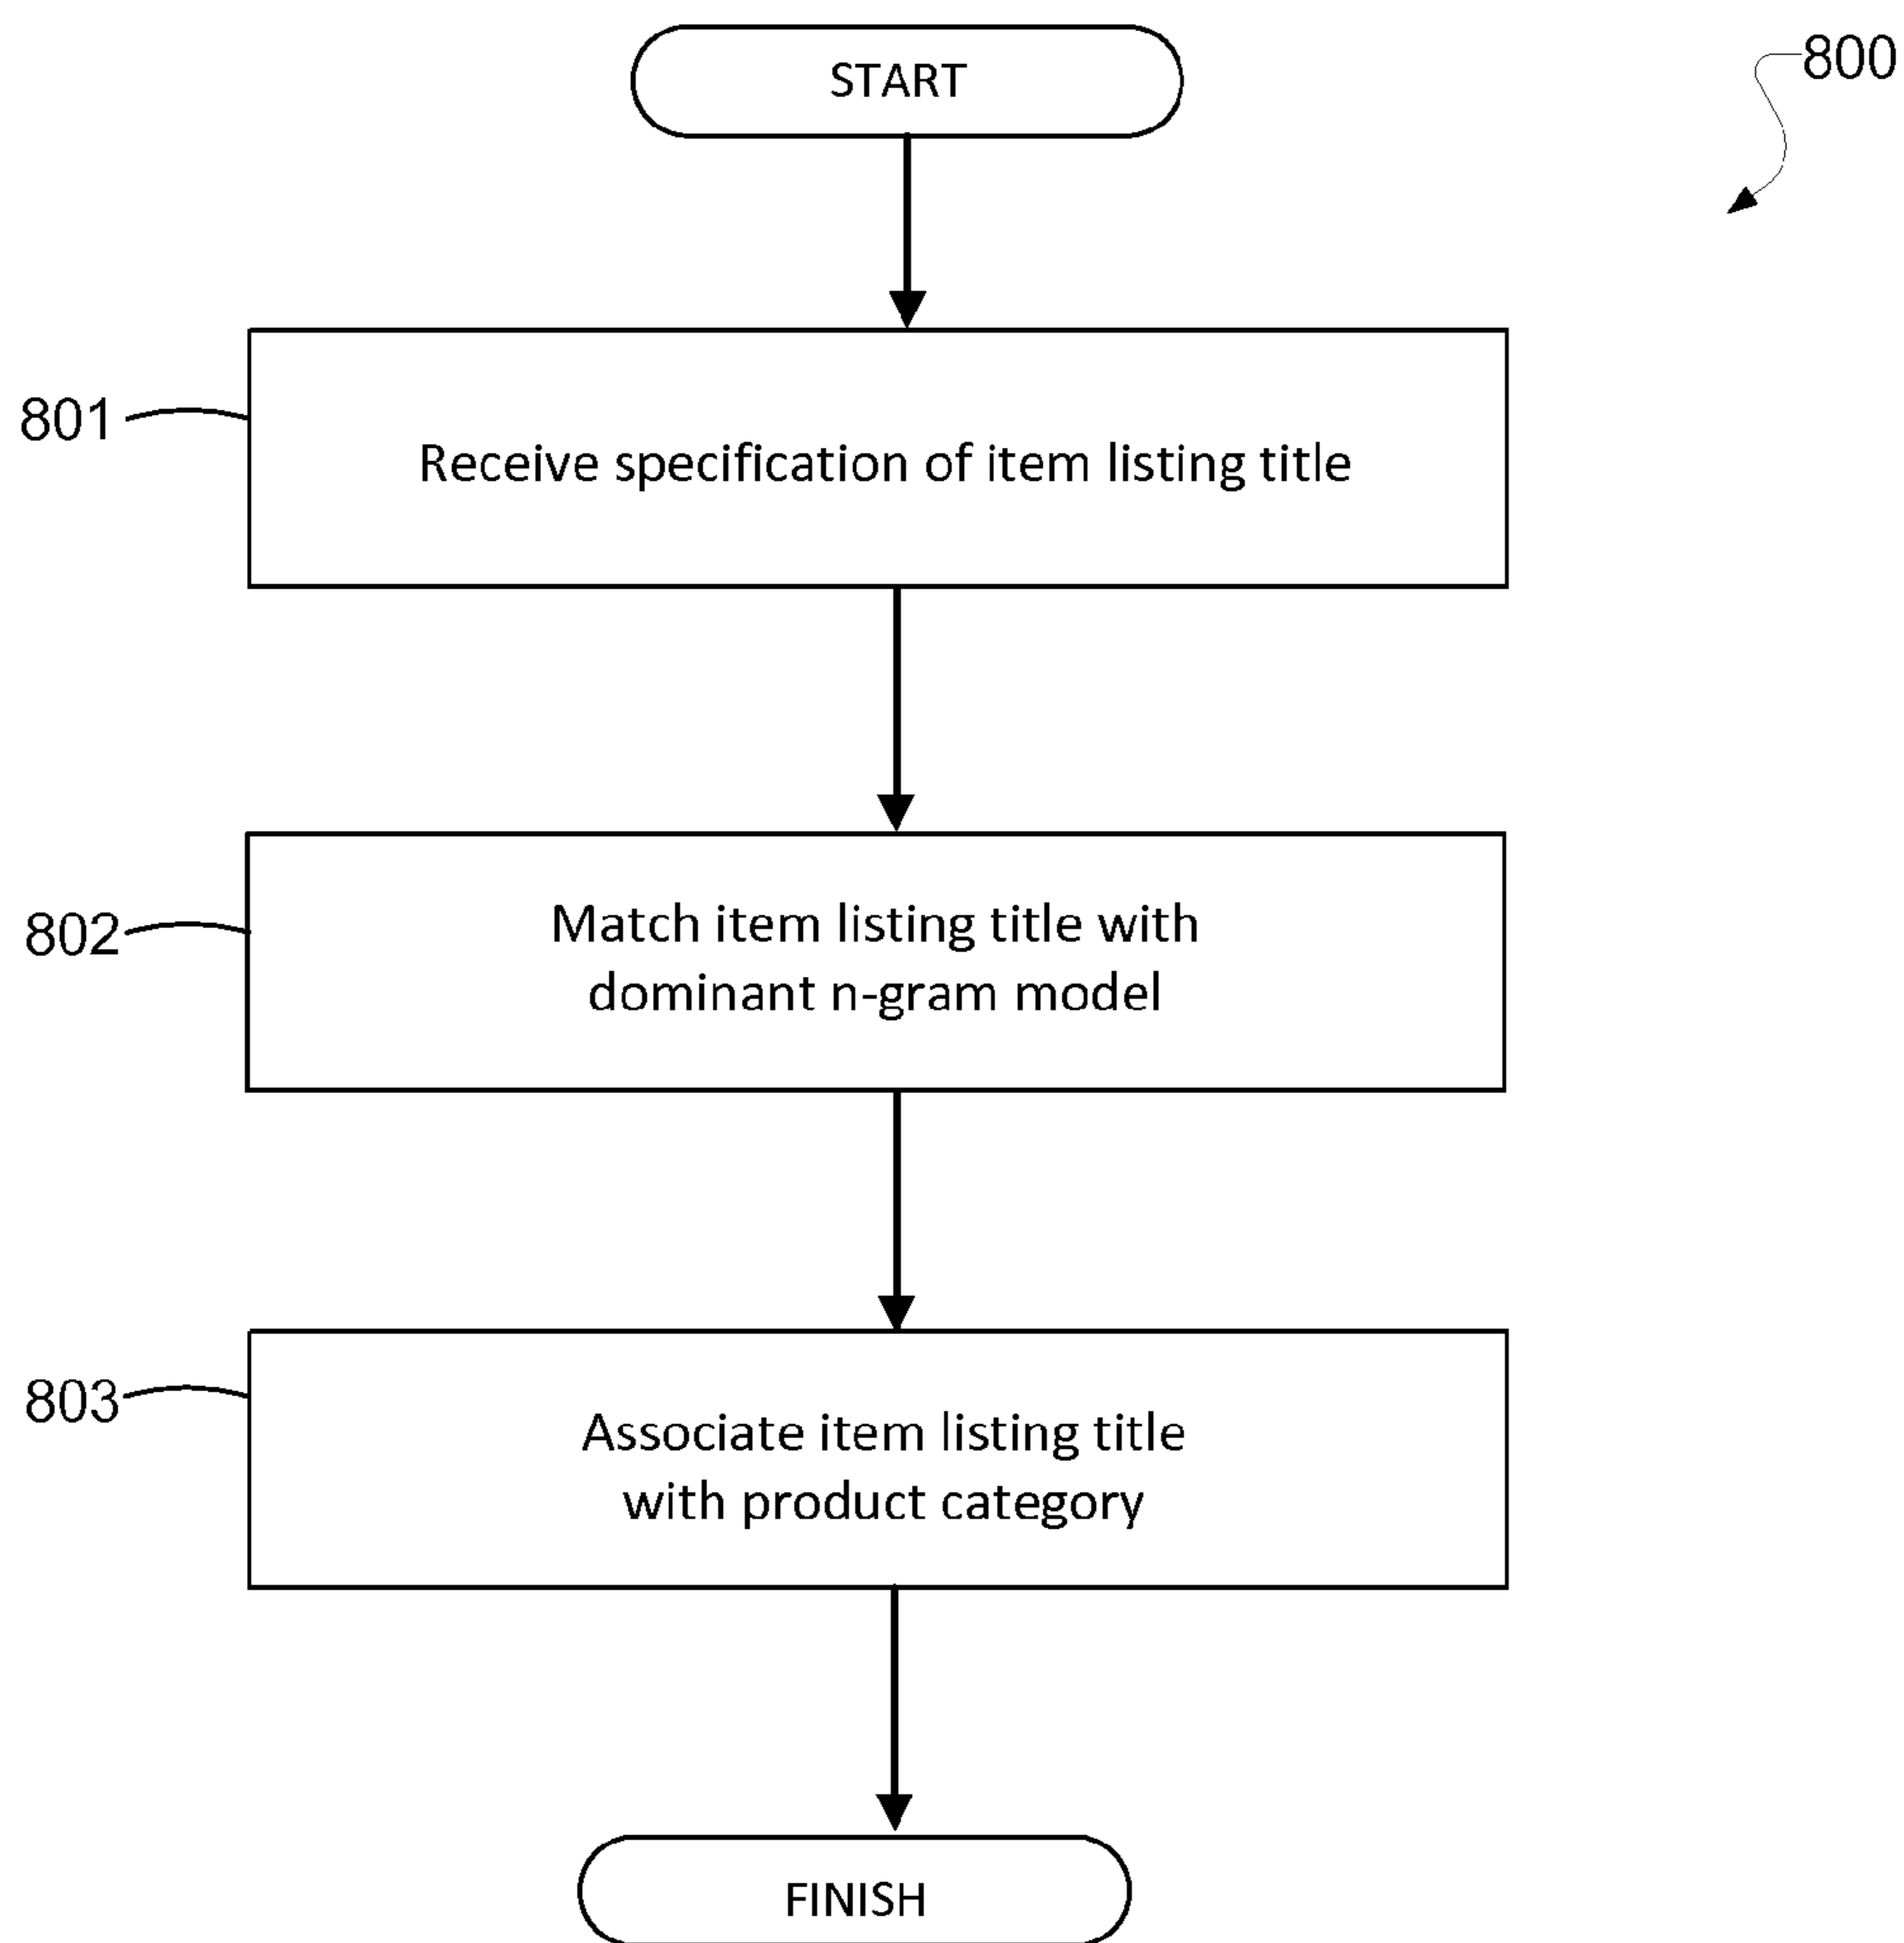 START
800
801
Receive specification of item listing title
802
Match item listing title with
dominant n-gram model
803
Associate item listing title
with product category
FINISH